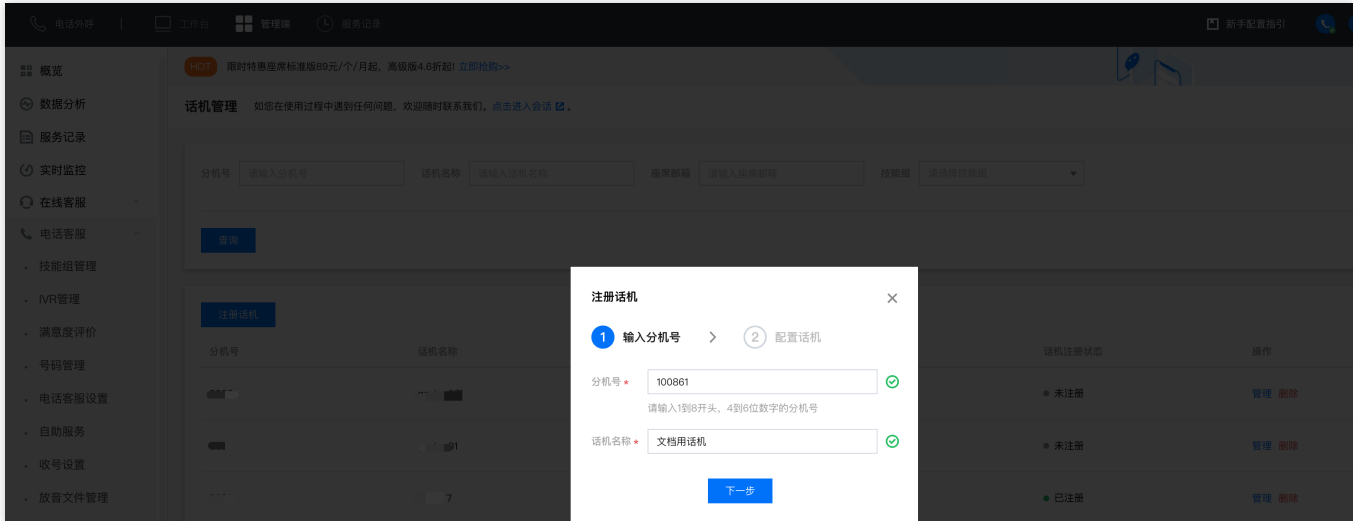 电话外呼 | 工作台 管理端 服务记录 新手配置指引
概览
HOT 限时特惠座席标准版89元/个/月起，高级版4.6折起! 立即抢购>>
数据分析
话机管理 如您在使用过程中遇到任何问题，欢迎随时联系我们，点击进入会话。
服务记录
实时监控
分机号 请输入分机号 话机名称 请输入话机名称 座席邮箱 请输入座席邮箱 技能组 请选择技能组
在线客服
电话客服
查询
技能组管理
IVR管理
满意度评价
号码管理
电话客服设置
自助服务
收号设置
放音文件管理
注册话机
分机号 话机名称 话机注册状态 操作
未注册 管理 删除
91 未注册 管理 删除
7 已注册 管理 删除
注册话机
1 输入分机号 > 2 配置话机
分机号 * 100861
请输入1到8开头，4到6位数字的分机号
话机名称 * 文档用话机
下一步